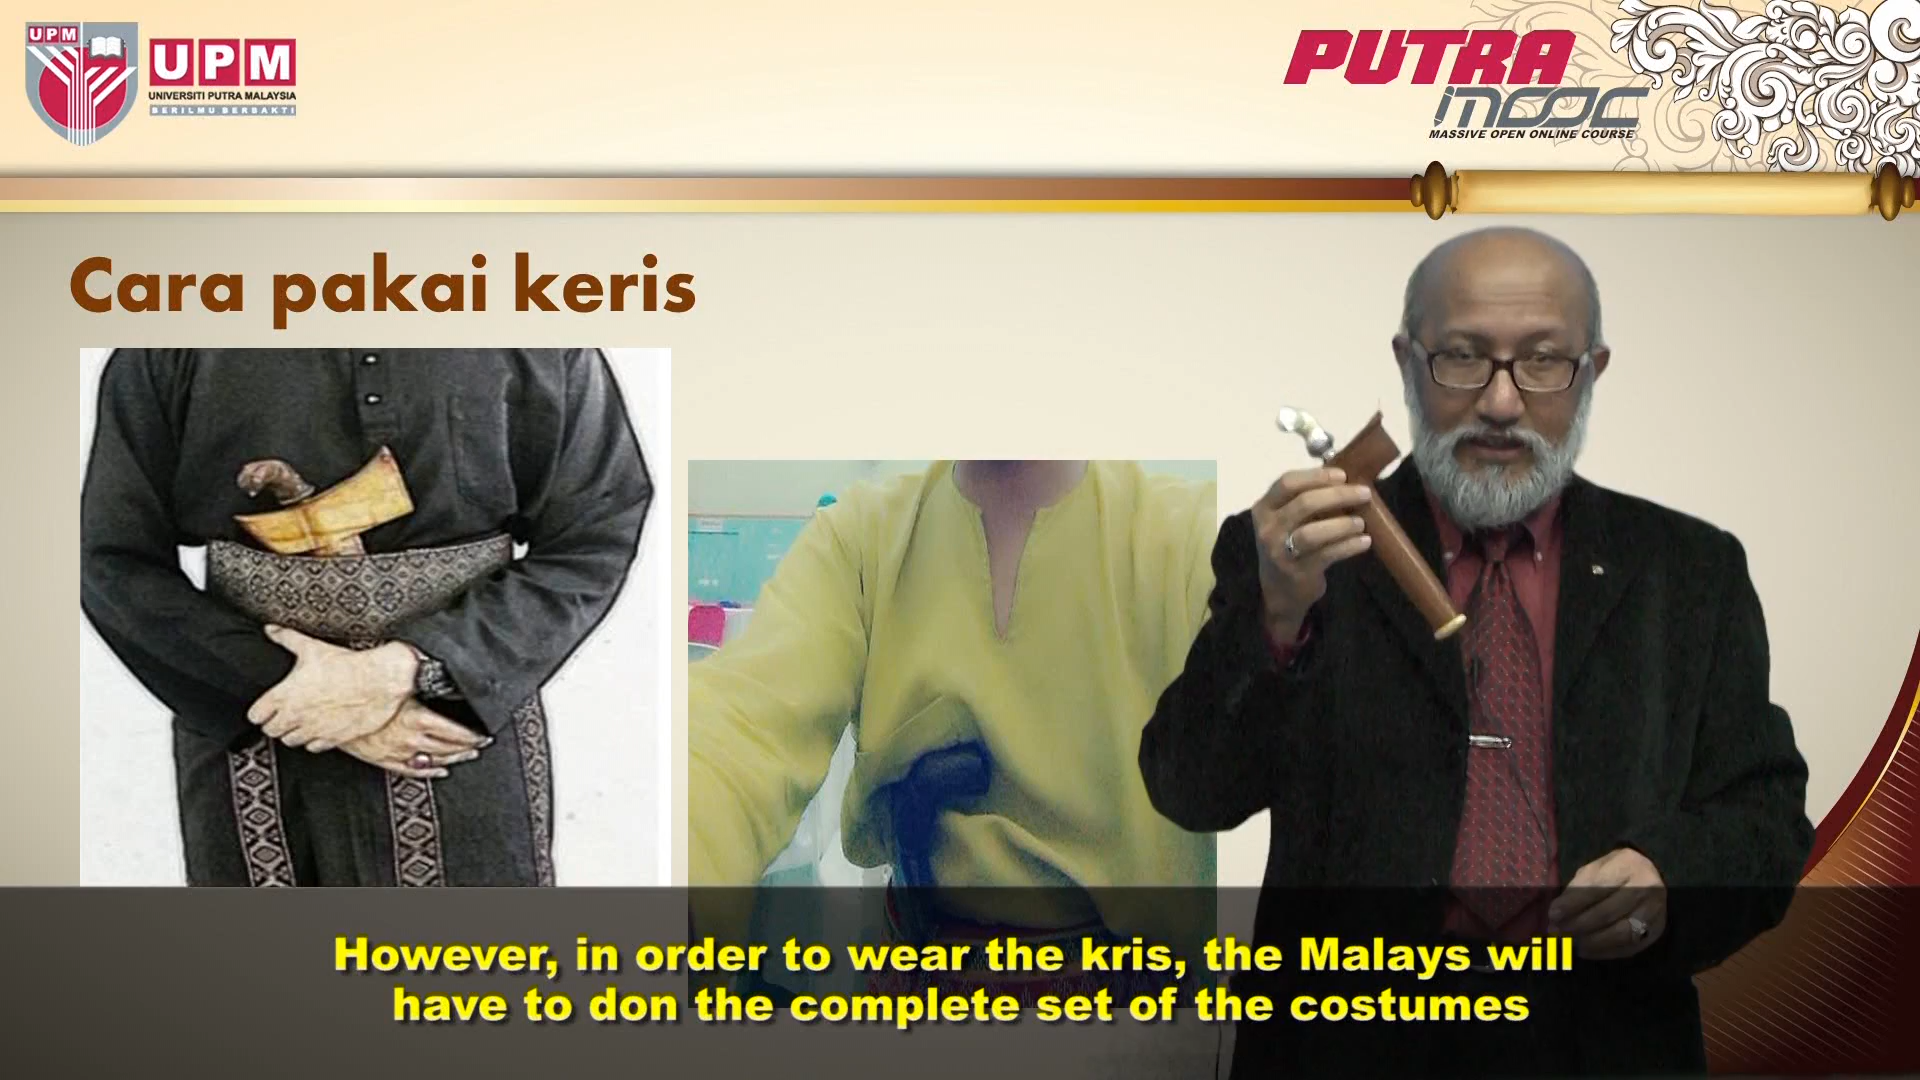 UPM
UPM
UNIVERSITI PUTRA MALAYSIA
BERILMU BERBAKTI
PUTRA
mooc
MASSIVE OPEN ONLINE COURSE
Cara pakai keris
However, in order to wear the kris, the Malays will
have to don the complete set of the costumes